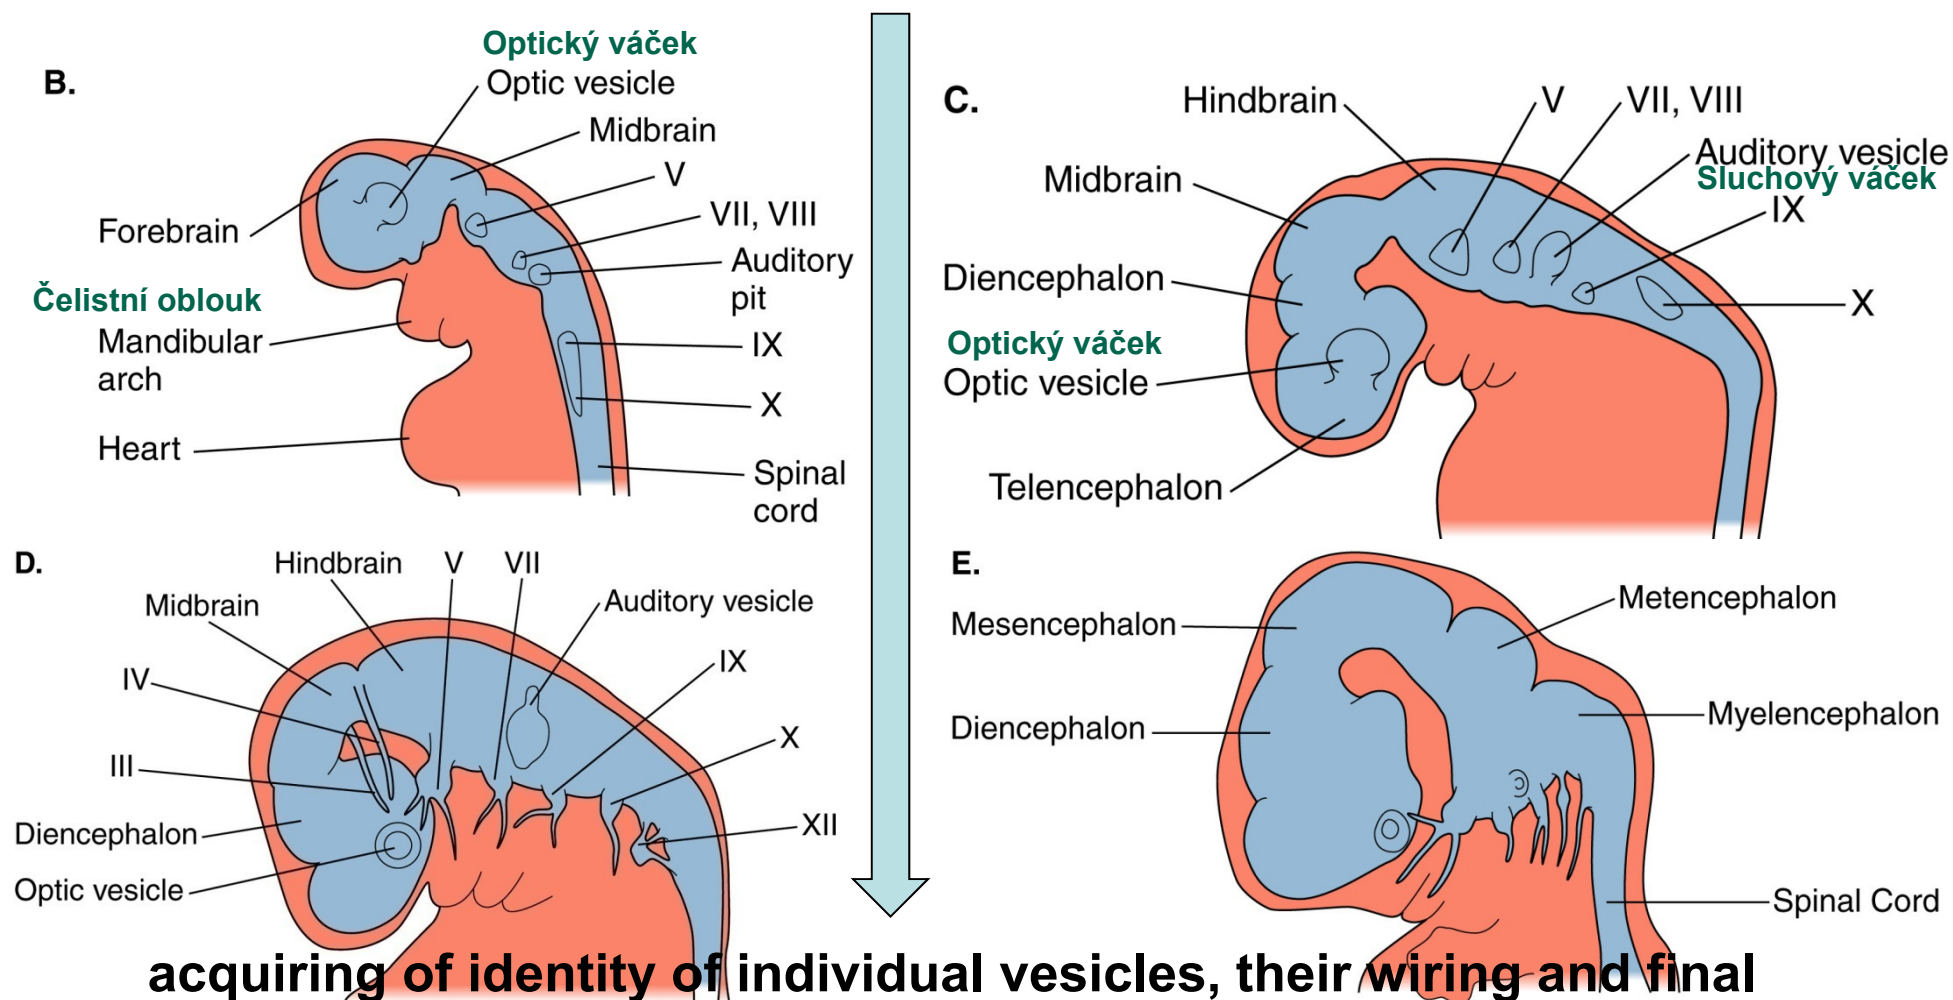 B.
Optický váček
Optic vesicle
Midbrain
V
VII, VIII
Forebrain
Auditory
pit
Čelistní oblouk
Mandibular
arch
IX
X
Heart
Spinal
cord
C.
Hindbrain
V
VII, VIII
Auditory vesicle
Sluchový váček
Midbrain
IX
Diencephalon
X
Optický váček
Optic vesicle
Telencephalon
D.
Hindbrain
V
VII
Midbrain
Auditory vesicle
IV
IX
III
X
Diencephalon
XII
Optic vesicle
E.
Metencephalon
Mesencephalon
Myelencephalon
Diencephalon
Spinal Cord
acquiring of identity of individual vesicles, their wiring and final